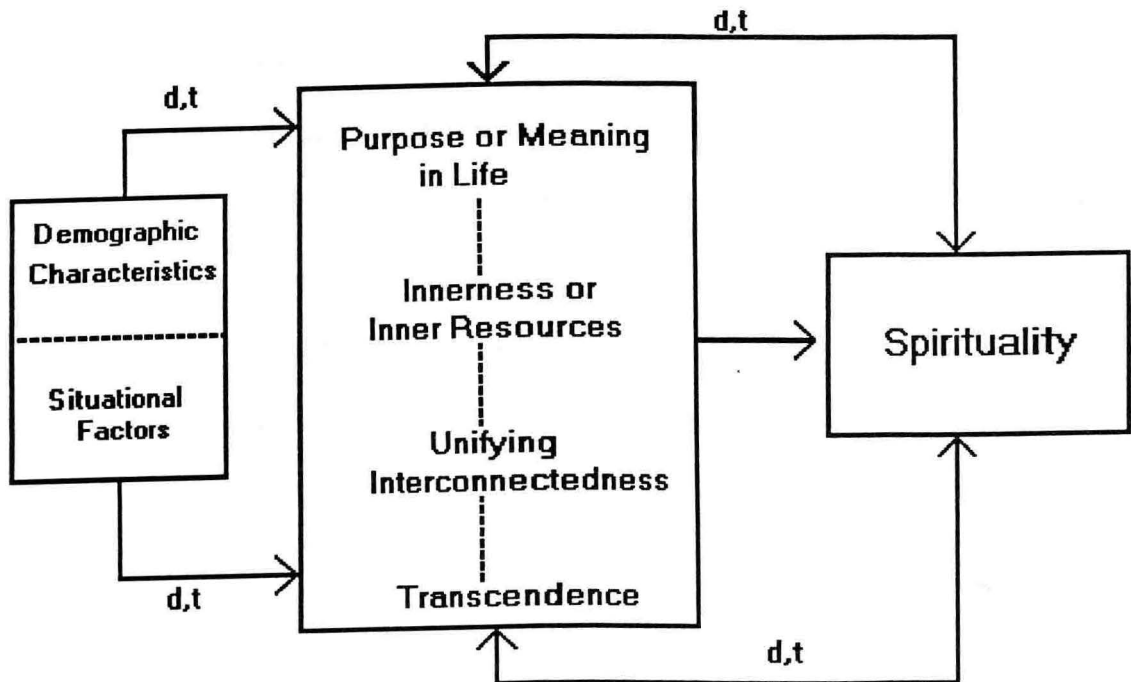 d,t
d,t
Purpose or Meaning
in Life
Demographic
Characteristics
Innerness or
Inner Resources
Spirituality
Situational
Factors
Unifying
Interconnectedness
Transcendence
d,t
d,t